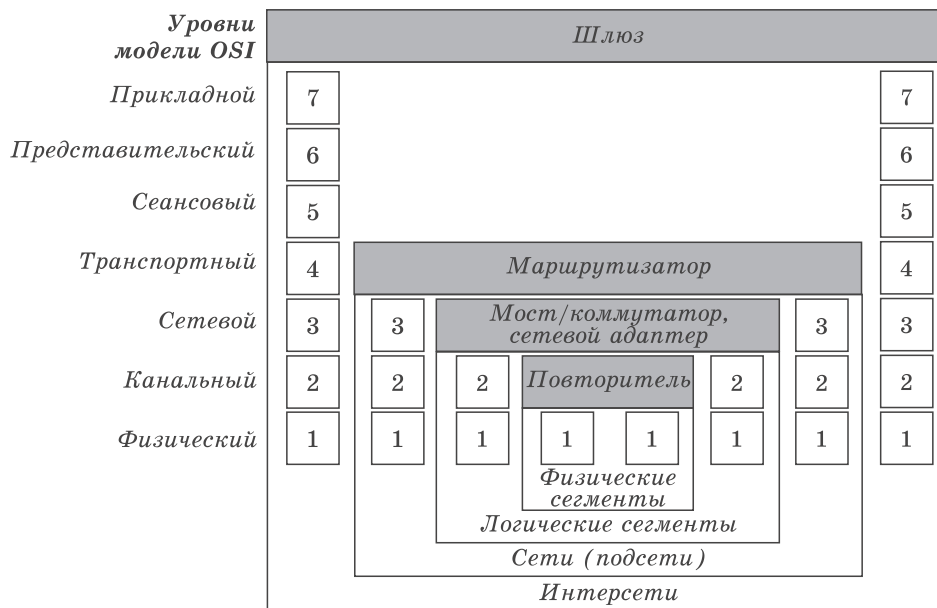 Уровни
модели OSI
Шлюз
Прикладной 7 7
Представительский 6 6
Сеансовый 5 5
Транспортный 4 Маршрутизатор 4
Сетевой 3 3 Мост/коммутатор, 3 3
сетевой адаптер
Канальный 2 2 2 Повторитель 2 2 2
Физический 1 1 1 1 1 1 1 1
Физические
сегменты
Логические сегменты
Сети (подсети)
Интерсети